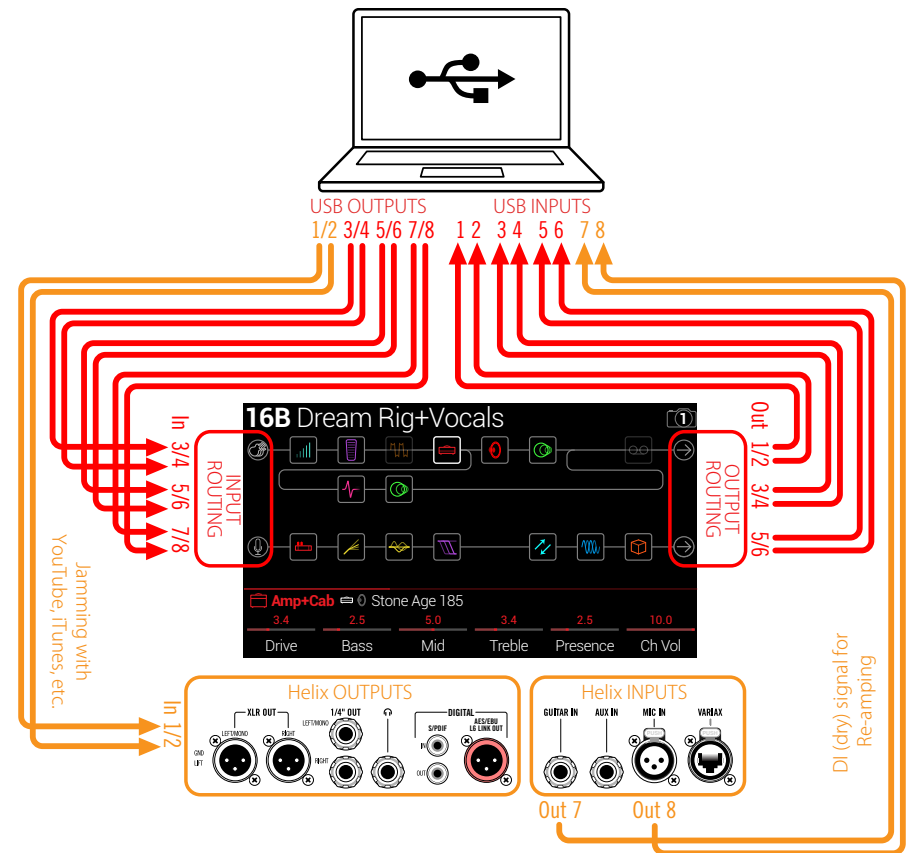 USB OUTPUTS
1/2 3/4 5/6 7/8
USB INPUTS
1 2 3 4 5 6 7 8
16B Dream Rig+Vocals
1
In 3/4 5/6 7/8
INPUT
ROUTING
Out 1/2 3/4 5/6
OUTPUT
ROUTING
Amp+Cab Stone Age 185
3.4 2.5 5.0 3.4 2.5 10.0
Drive Bass Mid Treble Presence Ch Vol
Jamming with
YouTube, iTunes, etc.
In 1/2
DI (dry) signal for
Re-amping
Helix OUTPUTS
XLR OUT
LEFT/MONO
RIGHT
GND
LIFT
1/4" OUT
LEFT/MONO
RIGHT
DIGITAL
S/PDIF
IN
OUT
AES/EBU
L6 LINK OUT
Helix INPUTS
GUITAR IN AUX IN MIC IN VARIAX
Out 7 Out 8